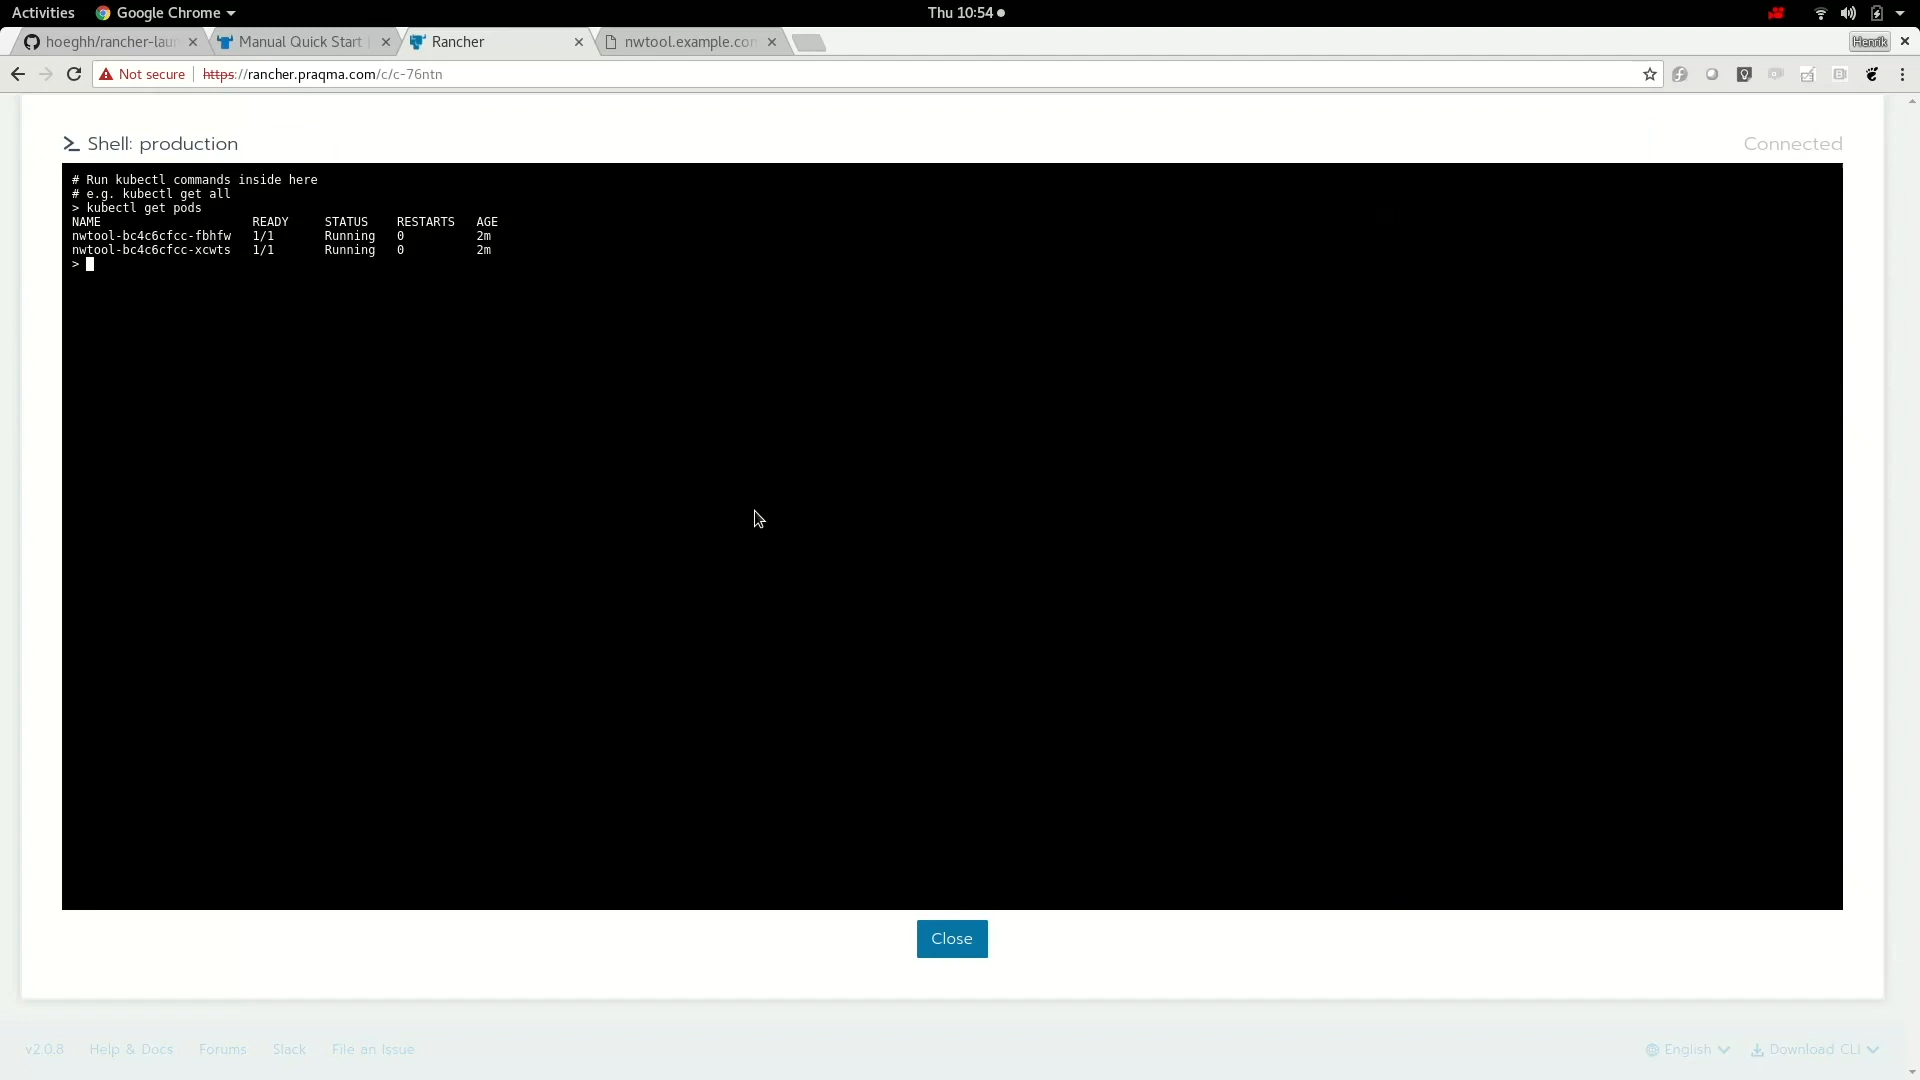 Activities Google Chrome Thu 10:54
hoeghh/rancher-lau Manual Quick Start Rancher nwtool.example.com Henrik
Not secure https://rancher.praqma.com/c/c-76ntn
Shell: production Connected
# Run kubectl commands inside here
# e.g. kubectl get all
> kubectl get pods
NAME READY STATUS RESTARTS AGE
nwtool-bc4c6cfcc-fbhfw 1/1 Running 0 2m
nwtool-bc4c6cfcc-xcwts 1/1 Running 0 2m
>
Close
v2.0.8 Help & Docs Forums Slack File an Issue English Download CLI